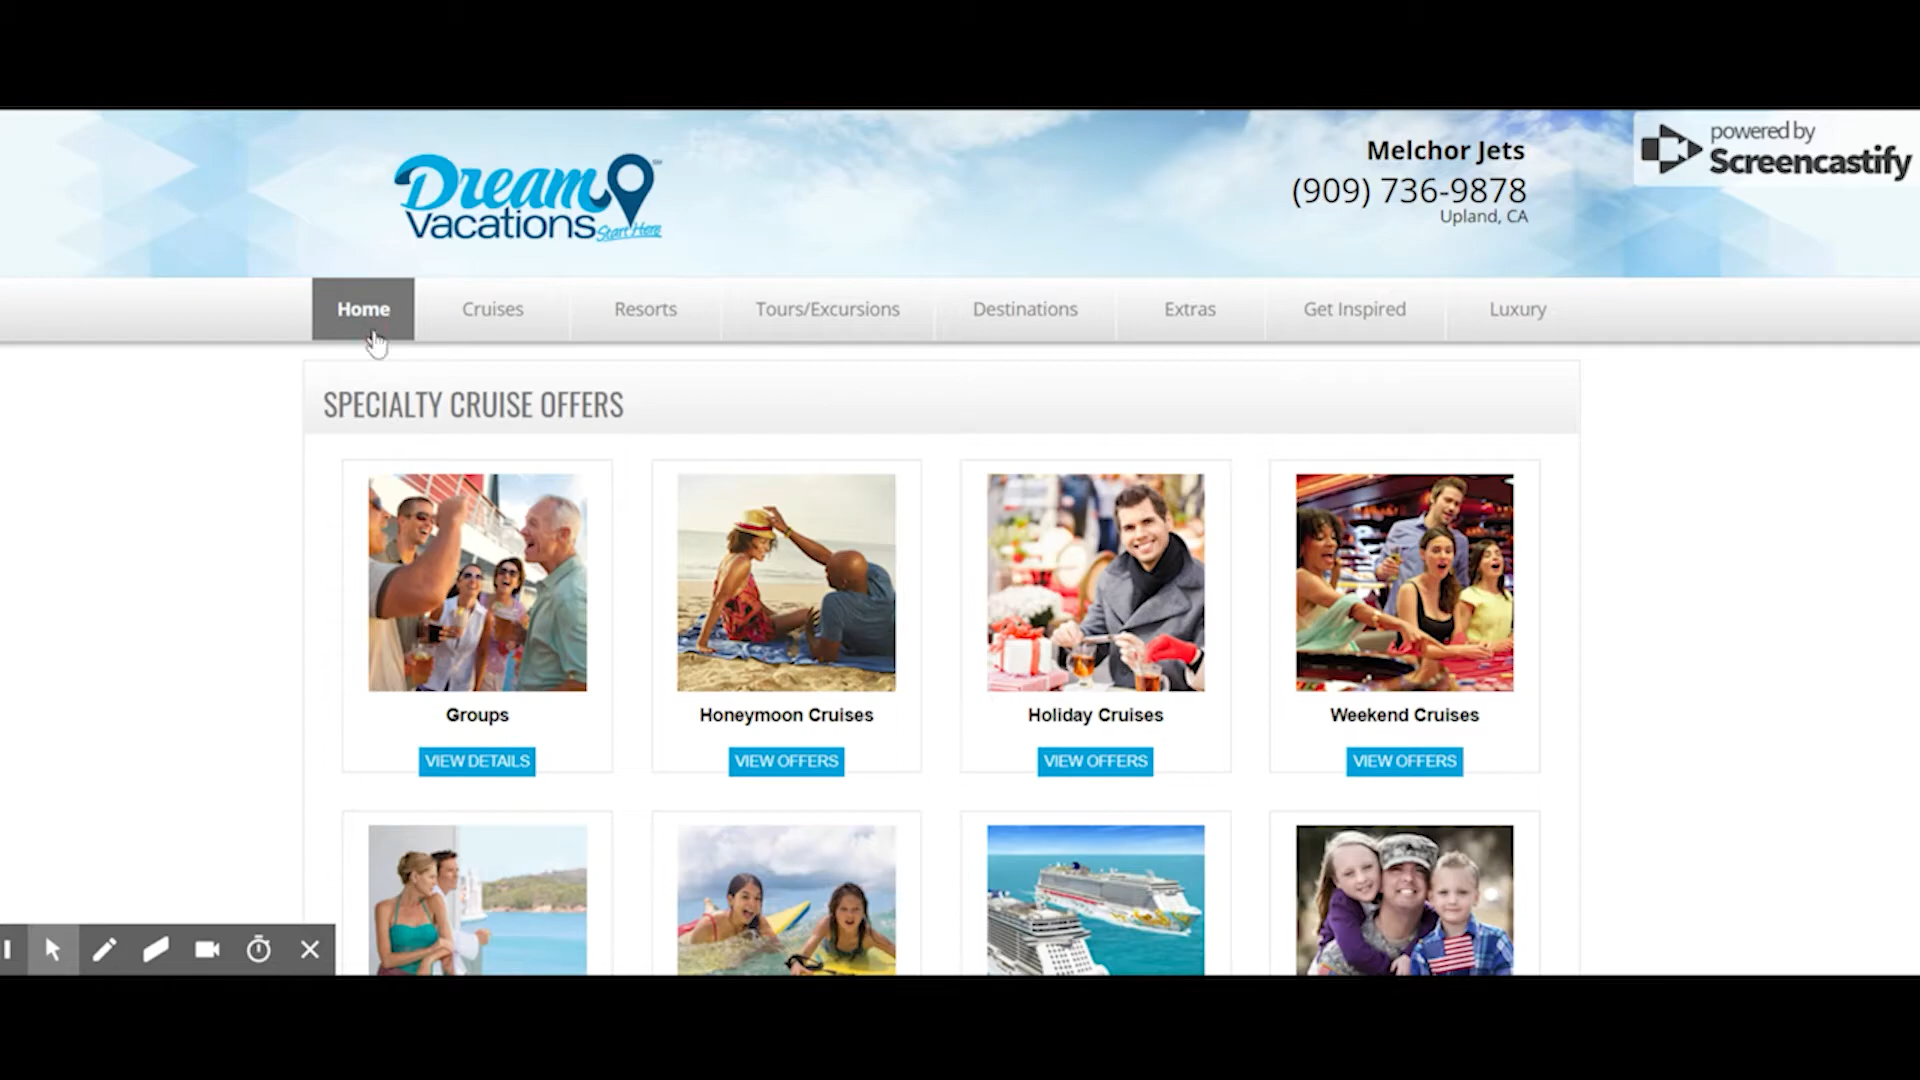 Dream
Vacations
Start Here
SM
Melchor Jets
(909) 736-9878
Upland, CA
powered by
Screencastify
Home
Cruises
Resorts
Tours/Excursions
Destinations
Extras
Get Inspired
Luxury
SPECIALTY CRUISE OFFERS
Groups
Honeymoon Cruises
Holiday Cruises
Weekend Cruises
VIEW DETAILS
VIEW OFFERS
VIEW OFFERS
VIEW OFFERS